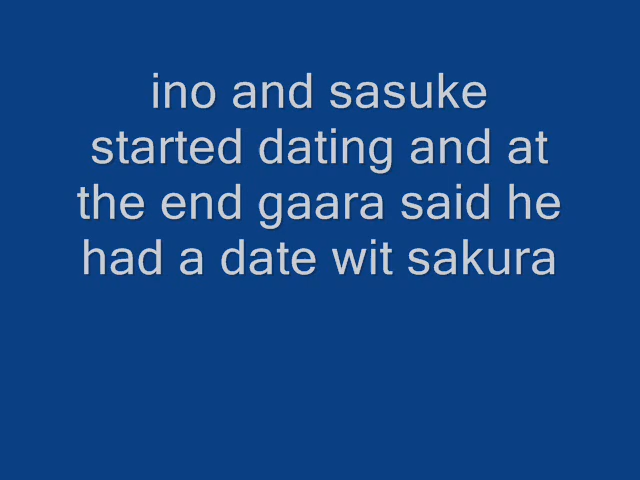 ino and sasuke
started dating and at
the end gaara said he
had a date wit sakura